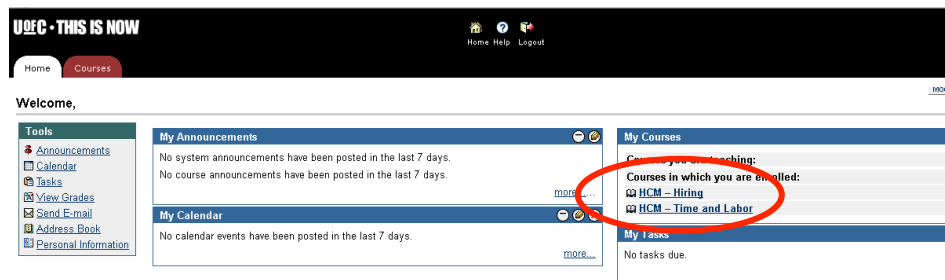 UOFC · THIS IS NOW
Home Help Logout
Home Courses
Welcome,
Tools
Announcements
Calendar
Tasks
View Grades
Send E-mail
Address Book
Personal Information
My Announcements
No system announcements have been posted in the last 7 days.
No course announcements have been posted in the last 7 days.
more...
My Calendar
No calendar events have been posted in the last 7 days.
more...
My Courses
Courses you are teaching:
Courses in which you are enrolled:
HCM – Hiring
HCM – Time and Labor
My Tasks
No tasks due.